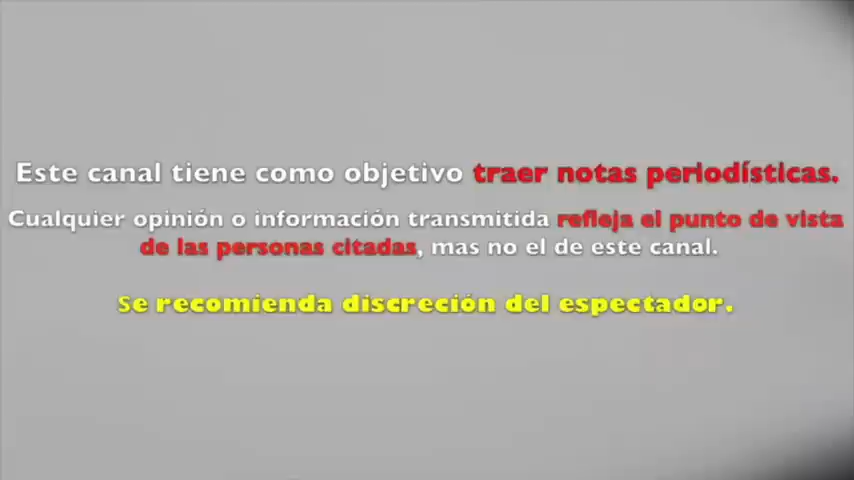 Este canal tiene como objetivo traer notas periodísticas.
Cualquier opinión o información transmitida refleja el punto de vista
de las personas citadas, mas no el de este canal.
Se recomienda discreción del espectador.